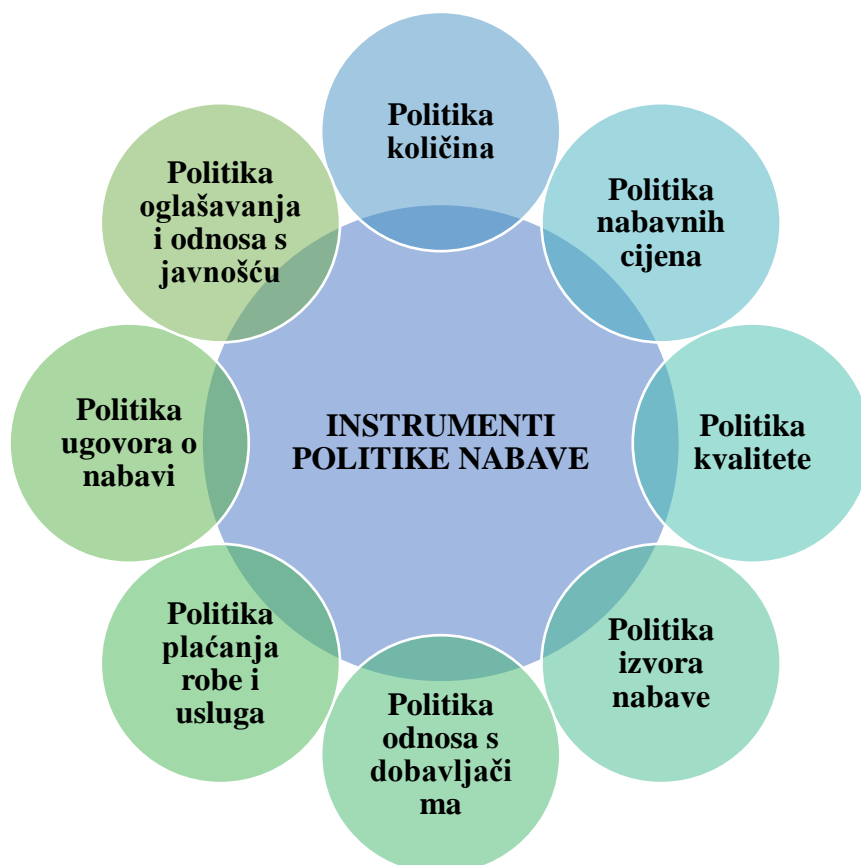 Politika
količina
Politika
nabavnih
cijena
Politika
kvalitete
Politika
izvora
nabave
Politika
odnosa s
dobavljači
ma
Politika
plaćanja
robe i
usluga
Politika
ugovora o
nabavi
Politika
oglašavanja
i odnosa s
javnošću
INSTRUMENTI
POLITIKE NABAVE